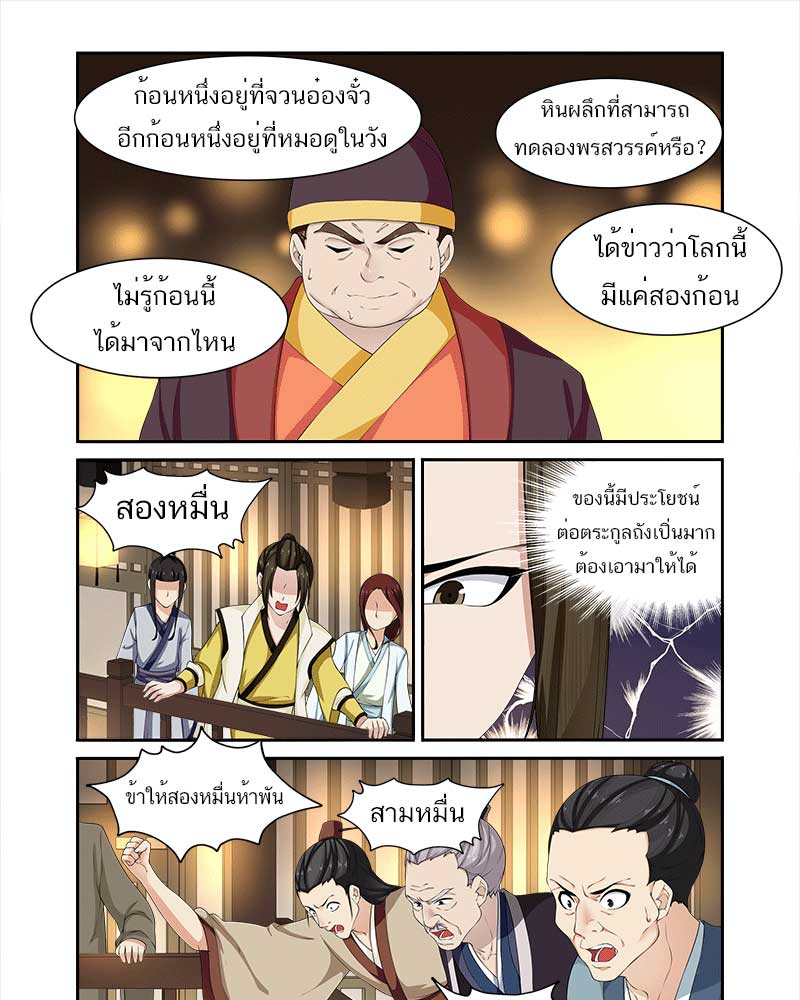 ก้อนหนึ่งอยู่ที่จวนอ๋องจั๋ว
อีกก้อนหนึ่งอยู่ที่หมอดูในวัง
หินผลึกที่สามารถ
ทดลองพรสวรรค์หรือ?
ได้ข่าวว่าโลกนี้
มีแค่สองก้อน
ไม่รู้ก้อนนี้
ได้มาจากไหน
สองหมื่น
ของนี้มีประโยชน์
ต่อตระกูลถังเป่ิ่นมาก
ต้องเอามาให้ได้
ข้าให้สองหมื่นห้าพัน
สามหมื่น